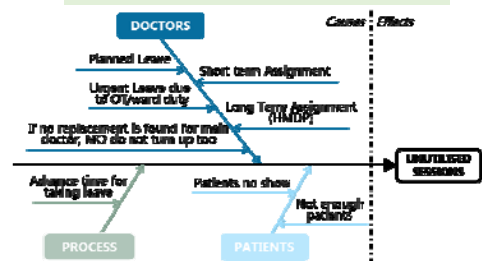 DOCTORS
Causes
Effects
Planned Leave
Short term Assignment
Urgent Leave due
to OT/ward duty
Long Term Assignment
(HMDP)
If no replacement is found for main
doctor, MO do not turn up too
UNUTILISED
SESSIONS
Advance time for
taking leave
Patients no show
Not enough
patients
PROCESS
PATIENTS